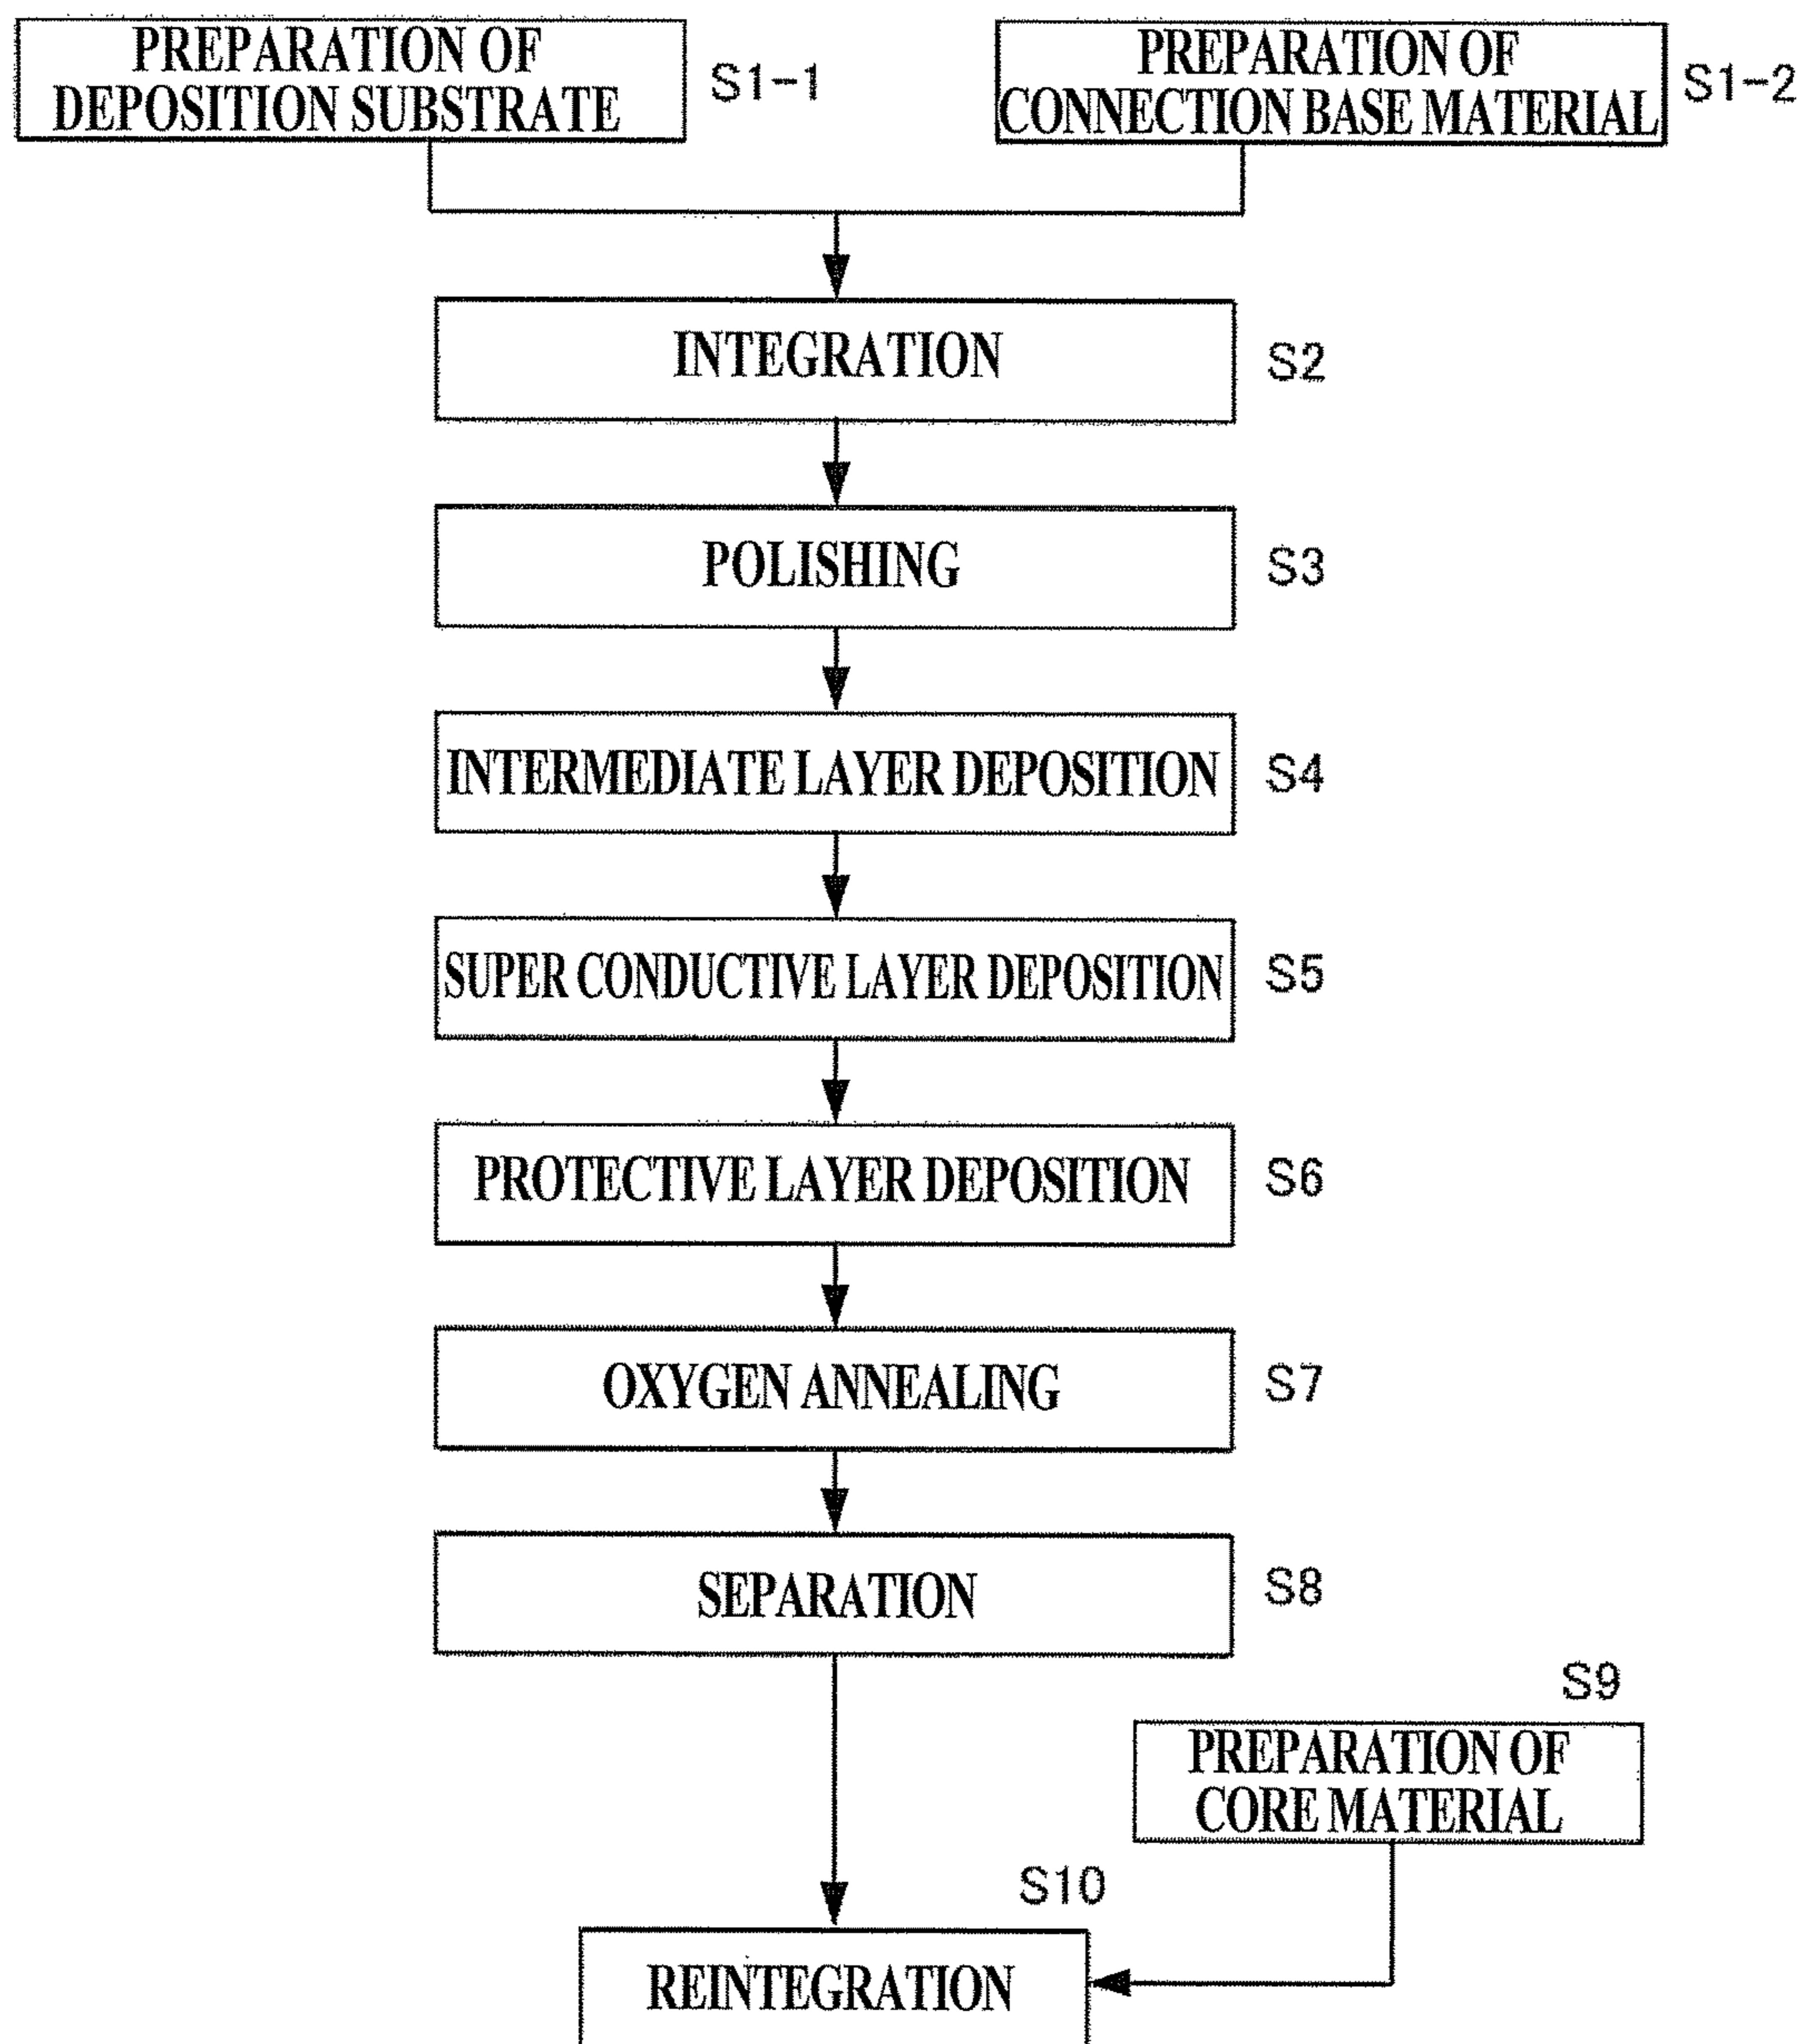 PREPARATION OF
DEPOSITION SUBSTRATE
S1-1
PREPARATION OF
CONNECTION BASE MATERIAL
S1-2
INTEGRATION
S2
POLISHING
S3
INTERMEDIATE LAYER DEPOSITION
S4
SUPER CONDUCTIVE LAYER DEPOSITION
S5
PROTECTIVE LAYER DEPOSITION
S6
OXYGEN ANNEALING
S7
SEPARATION
S8
S9
PREPARATION OF
CORE MATERIAL
S10
REINTEGRATION